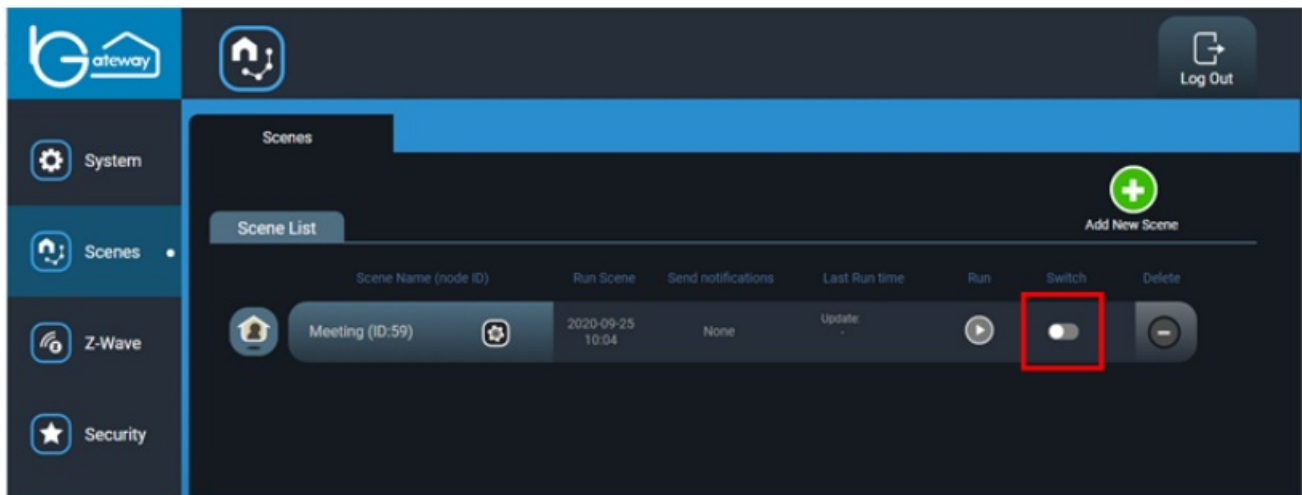 Gateway
Log Out
System
Scenes
Z-Wave
Security
Scenes
Add New Scene
Scene List
Scene Name (node ID) Run Scene Send notifications Last Run time Run Switch Delete
Meeting (ID:59) 2020-09-25 None Update: 
10:04 -